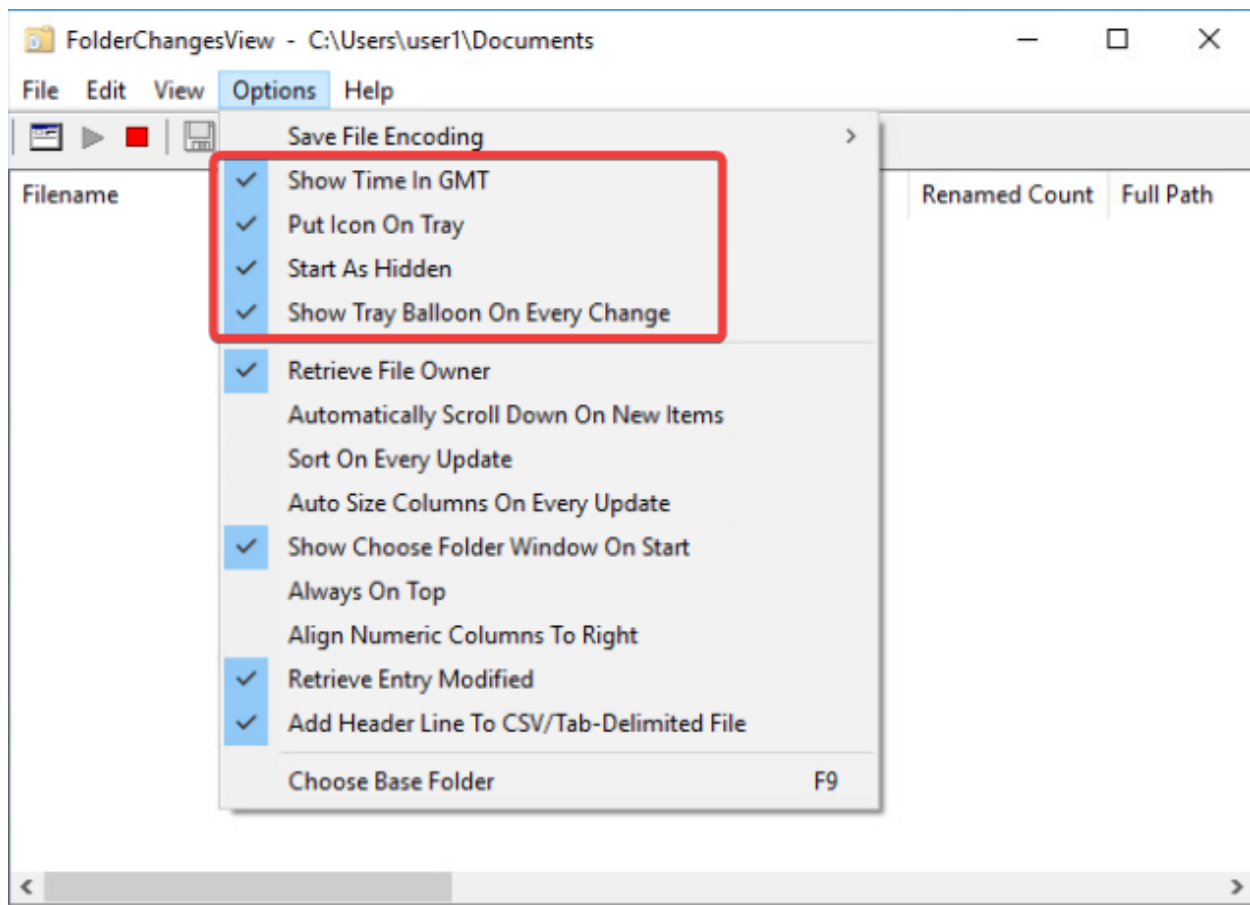 FolderChangesView - C:\Users\user1\Documents
File Edit View Options Help
Save File Encoding
Filename
Renamed Count Full Path
Show Time In GMT
Put Icon On Tray
Start As Hidden
Show Tray Balloon On Every Change
Retrieve File Owner
Automatically Scroll Down On New Items
Sort On Every Update
Auto Size Columns On Every Update
Show Choose Folder Window On Start
Always On Top
Align Numeric Columns To Right
Retrieve Entry Modified
Add Header Line To CSV/Tab-Delimited File
Choose Base Folder F9